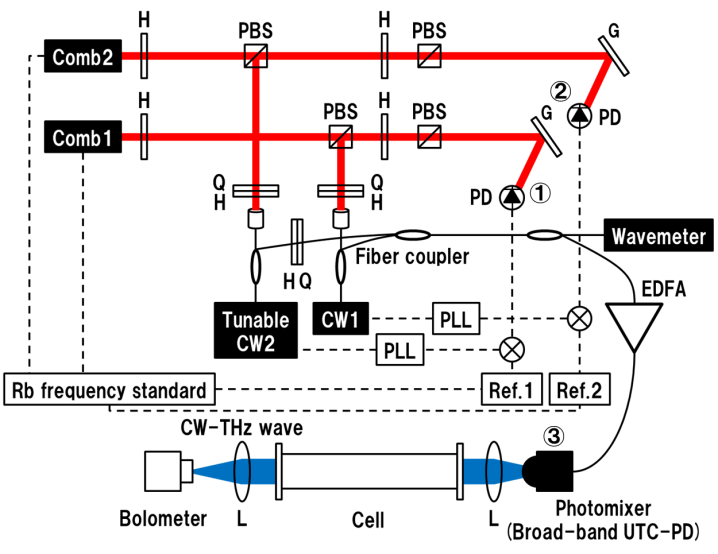 H
PBS
H
PBS
G
Comb2
②
PD
H
PBS
H
PBS
G
Comb1
Q
H
Q
H
PD
①
Wavemeter
Fiber coupler
H Q
EDFA
Tunable
CW2
CW1
PLL
PLL
Rb frequency standard
Ref.1
Ref.2
CW-THz wave
③
Bolometer
L
Cell
L
Photomixer
(Broad-band UTC-PD)